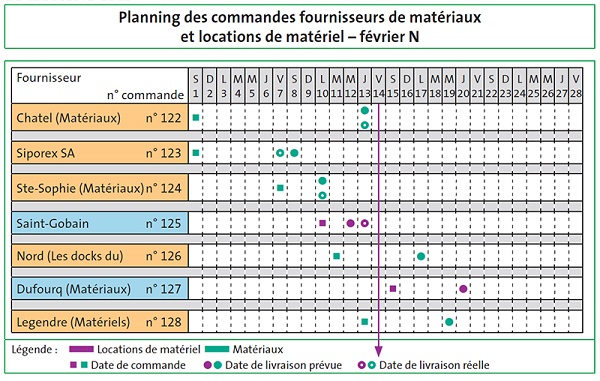 Planning des commandes fournisseurs de matériaux
et locations de matériel – février N
Fournisseur S D L M M J V S D L M M J V S D L M M J V S D L M M J V
n° commande 1 2 3 4 5 6 7 8 9 10 11 12 13 14 15 16 17 18 19 20 21 22 23 24 25 26 27 28
Chatel (Matériaux) n° 122
Siporex SA n° 123
Ste-Sophie (Matériaux) n° 124
Saint-Gobain n° 125
Nord (Les docks du) n° 126
Dufourq (Matériaux) n° 127
Legendre (Matériels) n° 128
Légende : Locations de matériel Matériaux
Date de commande Date de livraison prévue Date de livraison réelle